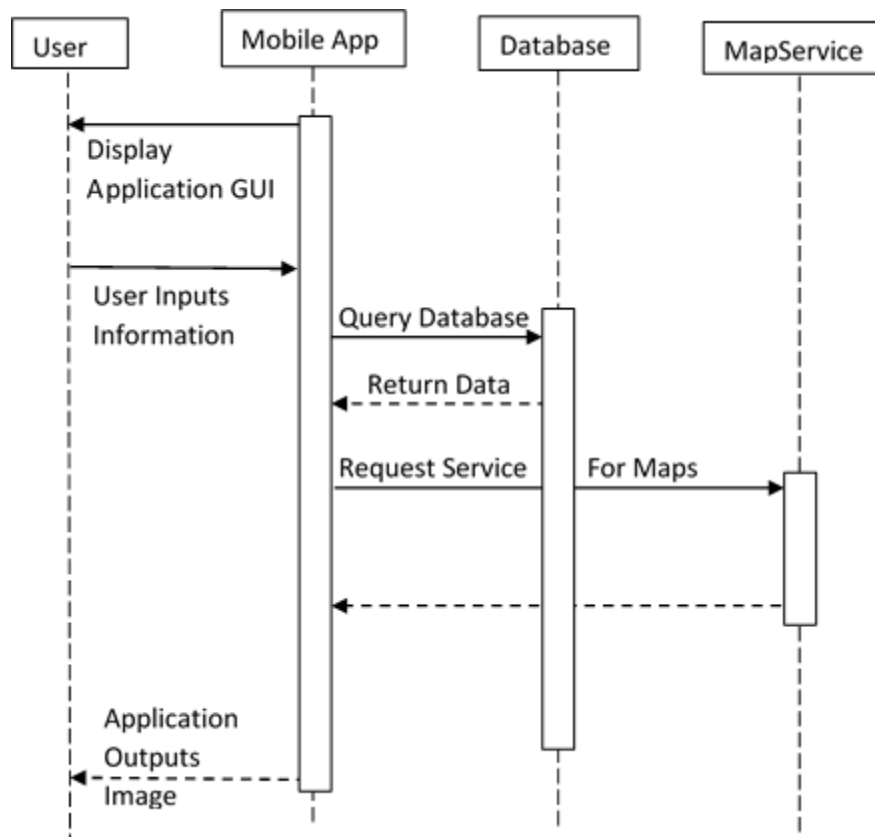 User
Mobile App
Database
MapService
Display
Application GUI
User Inputs
Information
Query Database
Return Data
Request Service
For Maps
Application
Outputs
Image